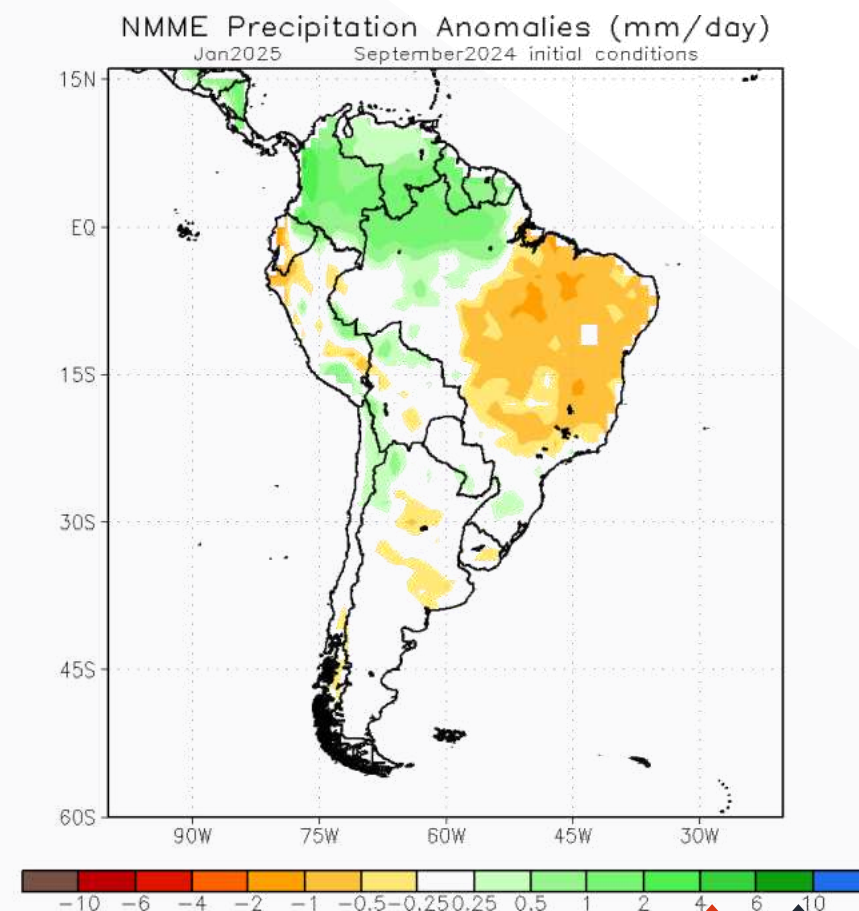 NMME Precipitation Anomalies (mm/day)
Jan2025 September2024 initial conditions
15N
EQ
15S
30S
45S
60S
90W 75W 60W 45W 30W
-10 -6 -4 -2 -1 -0.5 -0.25 0.25 0.5 1 2 4 6 10